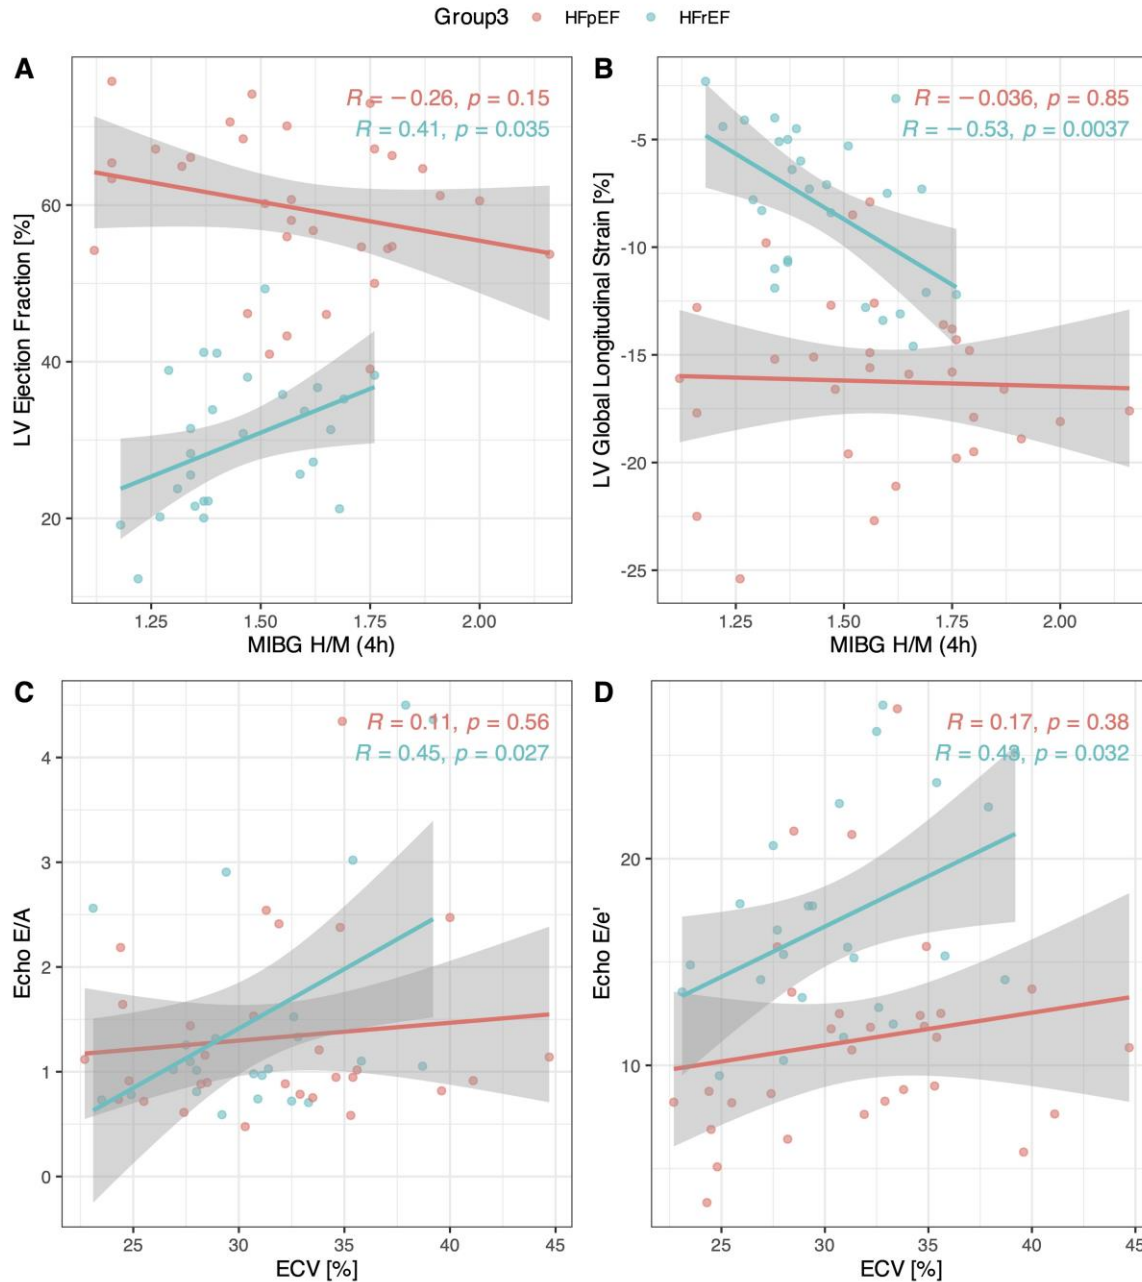 Group3 HFpEF HFrEF
A
R = −0.26, p = 0.15
R = 0.41, p = 0.035
LV Ejection Fraction [%]
60
40
20
1.25 1.50 1.75 2.00
MIBG H/M (4h)
B
R = −0.036, p = 0.85
R = −0.53, p = 0.0037
LV Global Longitudinal Strain [%]
-5
-10
-15
-20
-25
1.25 1.50 1.75 2.00
MIBG H/M (4h)
C
R = 0.11, p = 0.56
R = 0.45, p = 0.027
Echo E/A
4
3
2
1
0
25 30 35 40 45
ECV [%]
D
R = 0.17, p = 0.38
R = 0.43, p = 0.032
Echo E/e'
20
10
25 30 35 40 45
ECV [%]